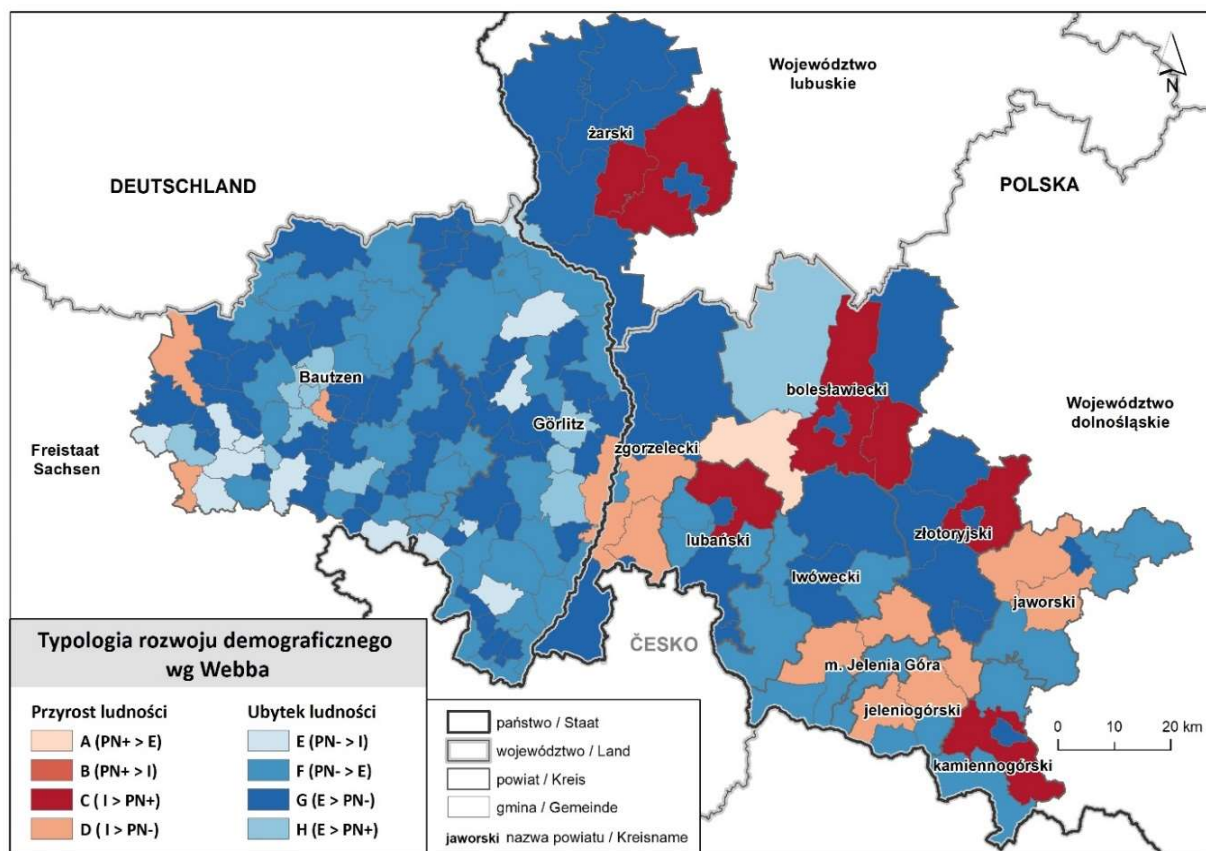 Województwo
lubuskie
N
żarski
DEUTSCHLAND
POLSKA
Bautzen
bolesławiecki
Görlitz
zgorzelecki
Województwo
dolnośląskie
Freistaat
Sachsen
lubański
złotoryjski
lwówecki
jaworski
ČESKO
m. Jelenia Góra
jeleniogórski
kamiennogórski
0 10 20 km
Typologia rozwoju demograficznego
wg Webba
Przyrost ludności
A (PN+ > E)
B (PN+ > I)
C ( I > PN+)
D ( I > PN-)
Ubytek ludności
E (PN- > I)
F (PN- > E)
G (E > PN-)
H (E > PN+)
państwo / Staat
województwo / Land
powiat / Kreis
gmina / Gemeinde
jaworski nazwa powiatu / Kreisname